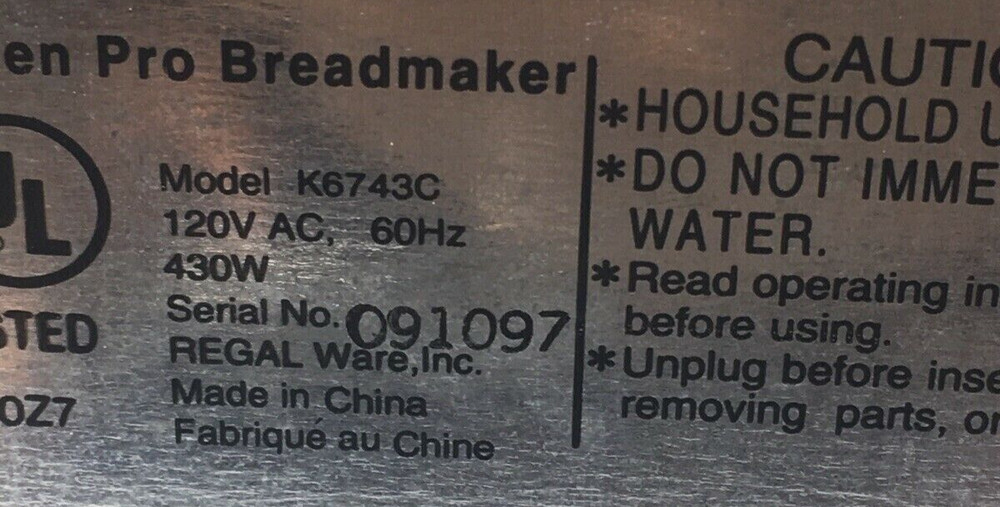 en Pro Breadmaker
UL
STED
0Z7
Model K6743C
120V AC, 60Hz
430W
Serial No. 091097
REGAL Ware,Inc.
Made in China
Fabriqué au Chine
CAUTIO
*HOUSEHOLD U
*DO NOT IMME
WATER.
*Read operating in
before using.
*Unplug before inse
removing parts, or